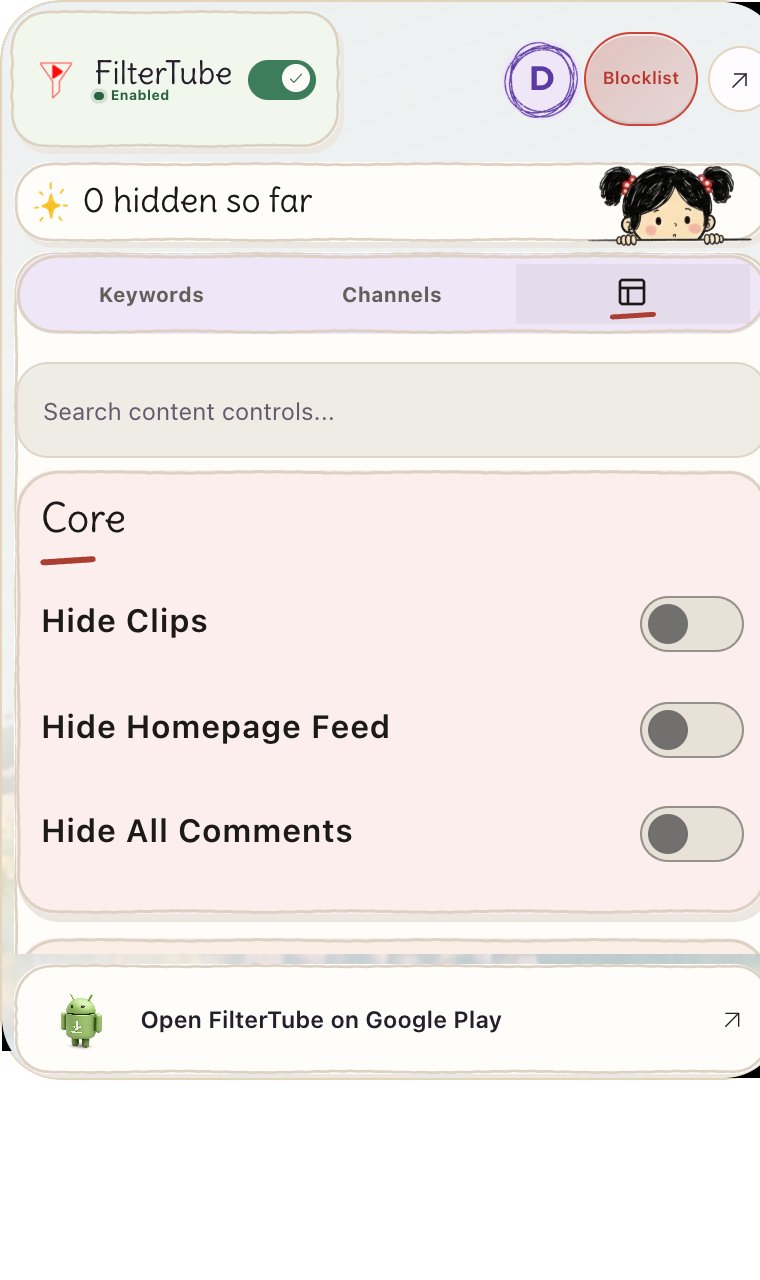 FilterTube
Enabled
D
Blocklist
0 hidden so far
Keywords
Channels
Search content controls...
Core
Hide Clips
Hide Homepage Feed
Hide All Comments
Open FilterTube on Google Play